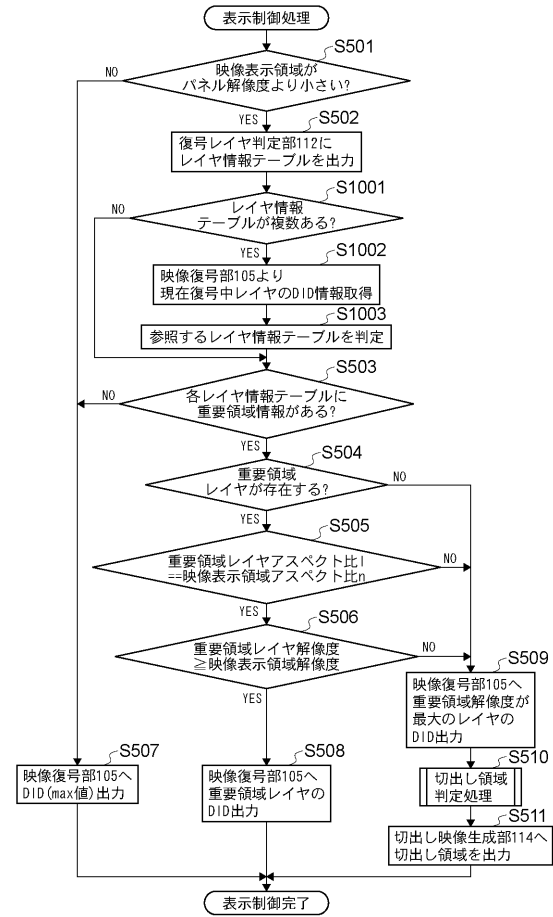 表示制御処理
S501
映像表示領域が
パネル解像度より小さい?
NO
YES
S502
復号レイヤ判定部112に
レイヤ情報テーブルを出力
S1001
レイヤ情報
テーブルが複数ある?
NO
YES
S1002
映像復号部105より
現在復号中レイヤのDID情報取得
S1003
参照するレイヤ情報テーブルを判定
S503
各レイヤ情報テーブルに
重要領域情報がある?
NO
YES
S504
重要領域
レイヤが存在する?
NO
YES
S505
重要領域レイヤアスペクト比l
==映像表示領域アスペクト比n
NO
YES
S506
重要領域レイヤ解像度
≧映像表示領域解像度
NO
YES
S509
映像復号部105へ
重要領域解像度が
最大のレイヤの
DID出力
S507
映像復号部105へ
DID(max値)出力
S508
映像復号部105へ
重要領域レイヤの
DID出力
S510
切出し領域
判定処理
S511
切出し映像生成部114へ
切出し領域を出力
表示制御完了